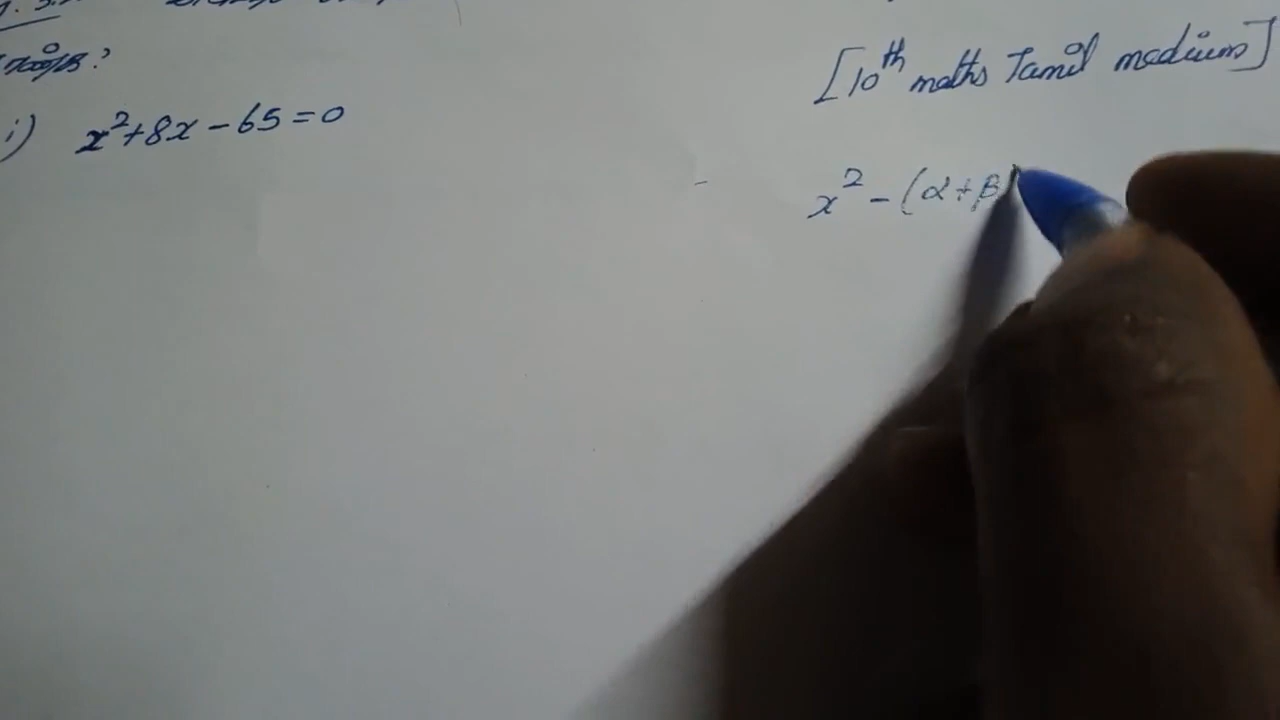 [10th maths Tamil medium]
i) x²+8x-65=0
x²-(α+β)